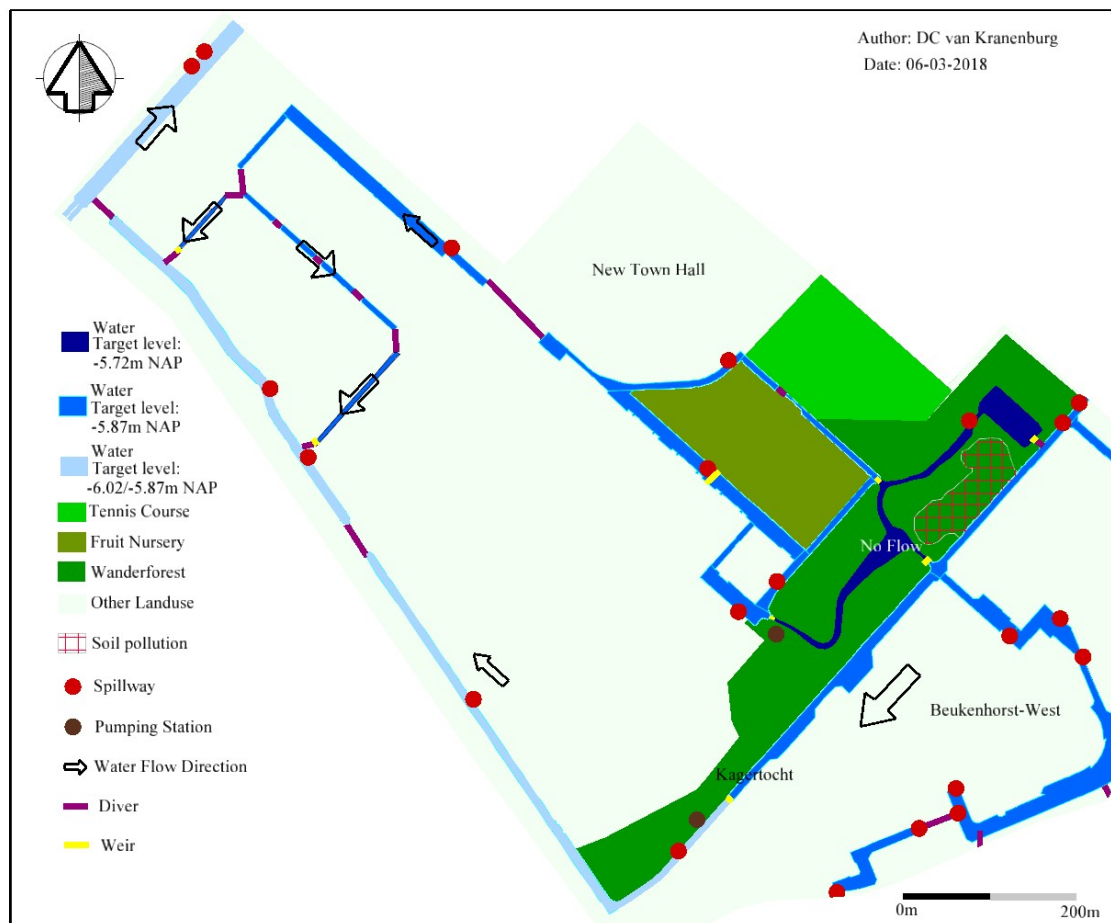 Author: DC van Kranenburg
Date: 06-03-2018
New Town Hall
No Flow
Beukenhorst-West
Kagertocht
Water
Target level:
-5.72m NAP
Water
Target level:
-5.87m NAP
Water
Target level:
-6.02/-5.87m NAP
Tennis Course
Fruit Nursery
Wanderforest
Other Landuse
Soil pollution
Spillway
Pumping Station
Water Flow Direction
Diver
Weir
0m
200m